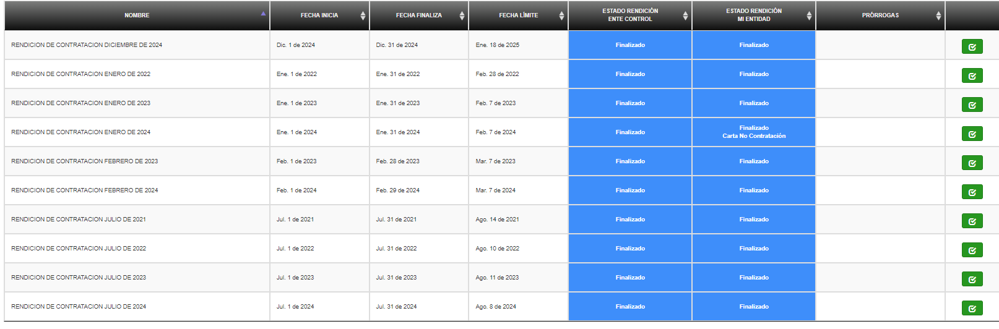 NOMBRE FECHA INICIA FECHA FINALIZA FECHA LÍMITE ESTADO RENDICIÓN ENTE CONTROL ESTADO RENDICIÓN MI ENTIDAD PRÓRROGAS
RENDICION DE CONTRATACION DICIEMBRE DE 2024 Dic. 1 de 2024 Dic. 31 de 2024 Ene. 18 de 2025 Finalizado Finalizado
RENDICION DE CONTRATACION ENERO DE 2022 Ene. 1 de 2022 Ene. 31 de 2022 Feb. 28 de 2022 Finalizado Finalizado
RENDICION DE CONTRATACION ENERO DE 2023 Ene. 1 de 2023 Ene. 31 de 2023 Feb. 7 de 2023 Finalizado Finalizado
RENDICION DE CONTRATACION ENERO DE 2024 Ene. 1 de 2024 Ene. 31 de 2024 Feb. 7 de 2024 Finalizado Finalizado Carta No Contratación
RENDICION DE CONTRATACION FEBRERO DE 2023 Feb. 1 de 2023 Feb. 28 de 2023 Mar. 7 de 2023 Finalizado Finalizado
RENDICION DE CONTRATACION FEBRERO DE 2024 Feb. 1 de 2024 Feb. 29 de 2024 Mar. 7 de 2024 Finalizado Finalizado
RENDICION DE CONTRATACION JULIO DE 2021 Jul. 1 de 2021 Jul. 31 de 2021 Ago. 14 de 2021 Finalizado Finalizado
RENDICION DE CONTRATACION JULIO DE 2022 Jul. 1 de 2022 Jul. 31 de 2022 Ago. 10 de 2022 Finalizado Finalizado
RENDICION DE CONTRATACION JULIO DE 2023 Jul. 1 de 2023 Jul. 31 de 2023 Ago. 11 de 2023 Finalizado Finalizado
RENDICION DE CONTRATACION JULIO DE 2024 Jul. 1 de 2024 Jul. 31 de 2024 Ago. 8 de 2024 Finalizado Finalizado